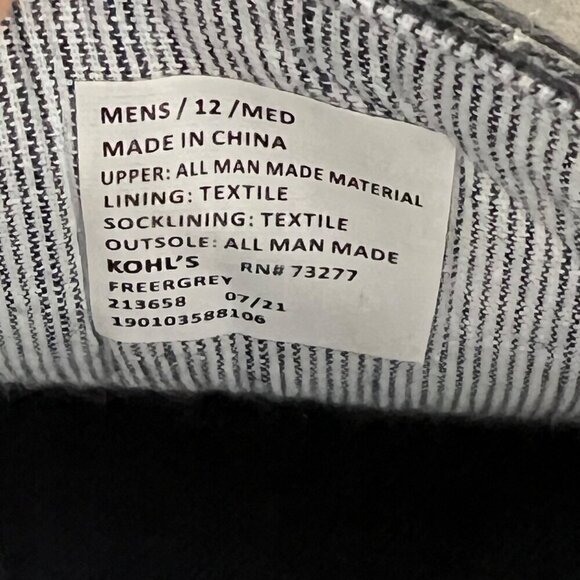 MENS / 12 / MED
MADE IN CHINA
UPPER: ALL MAN MADE MATERIAL
LINING: TEXTILE
SOCKLINING: TEXTILE
OUTSOLE: ALL MAN MADE
KOHL'S RN# 73277
FREERGREY
213658 07/21
190103588106